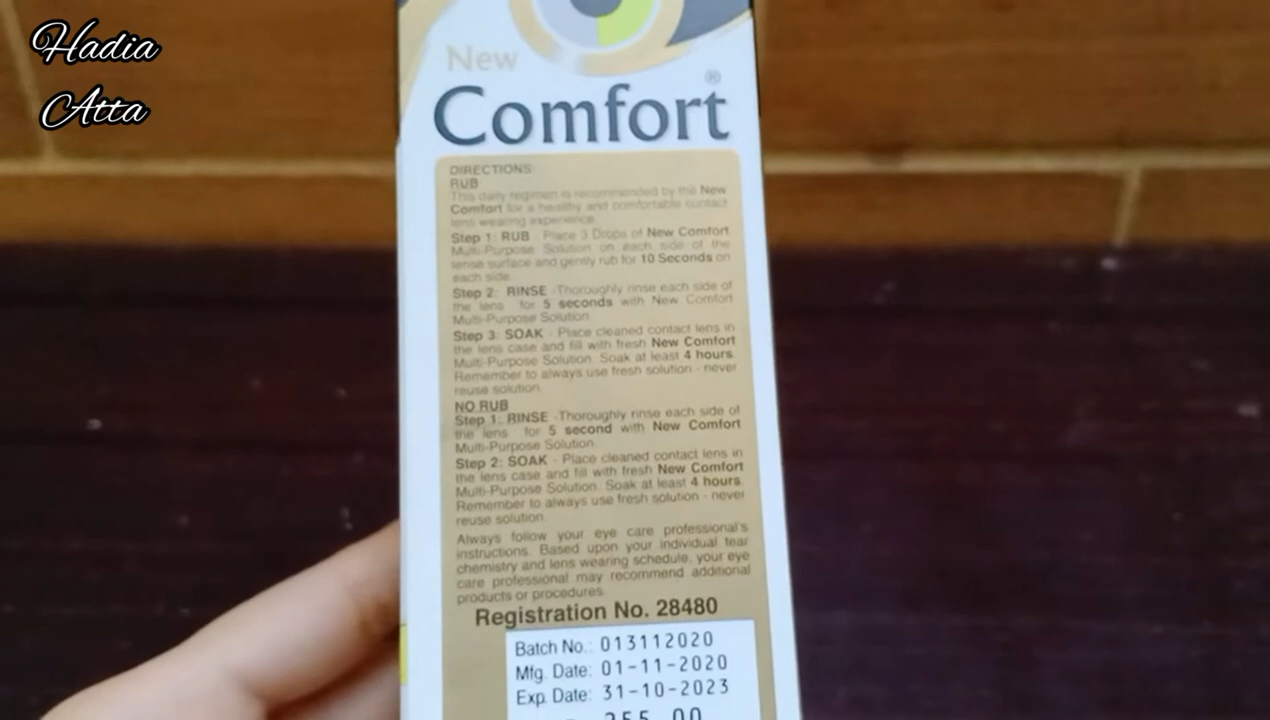 Hadia
Atta
New
Comfort®
DIRECTIONS:
RUB
This daily regimen is recommended by the New
Comfort for a healthy and comfortable contact
lens wearing experience.
Step 1: RUB - Place 3 Drops of New Comfort
Multi-Purpose Solution on each side of the
lense surface and gently rub for 10 Seconds on
each side.
Step 2: RINSE -Thoroughly rinse each side of
the lens for 5 seconds with New Comfort
Multi-Purpose Solution.
Step 3: SOAK - Place cleaned contact lens in
the lens case and fill with fresh New Comfort
Multi-Purpose Solution. Soak at least 4 hours.
Remember to always use fresh solution - never
reuse solution.
NO RUB
Step 1: RINSE -Thoroughly rinse each side of
the lens for 5 second with New Comfort
Multi-Purpose Solution.
Step 2: SOAK - Place cleaned contact lens in
the lens case and fill with fresh New Comfort
Multi-Purpose Solution. Soak at least 4 hours.
Remember to always use fresh solution - never
reuse solution.
Always follow your eye care professional's
instructions. Based upon your individual tear
chemistry and lens wearing schedule, your eye
care professional may recommend additional
products or procedures.
Registration No. 28480
Batch No.: 013112020
Mfg. Date: 01-11-2020
Exp. Date: 31-10-2023
255.00